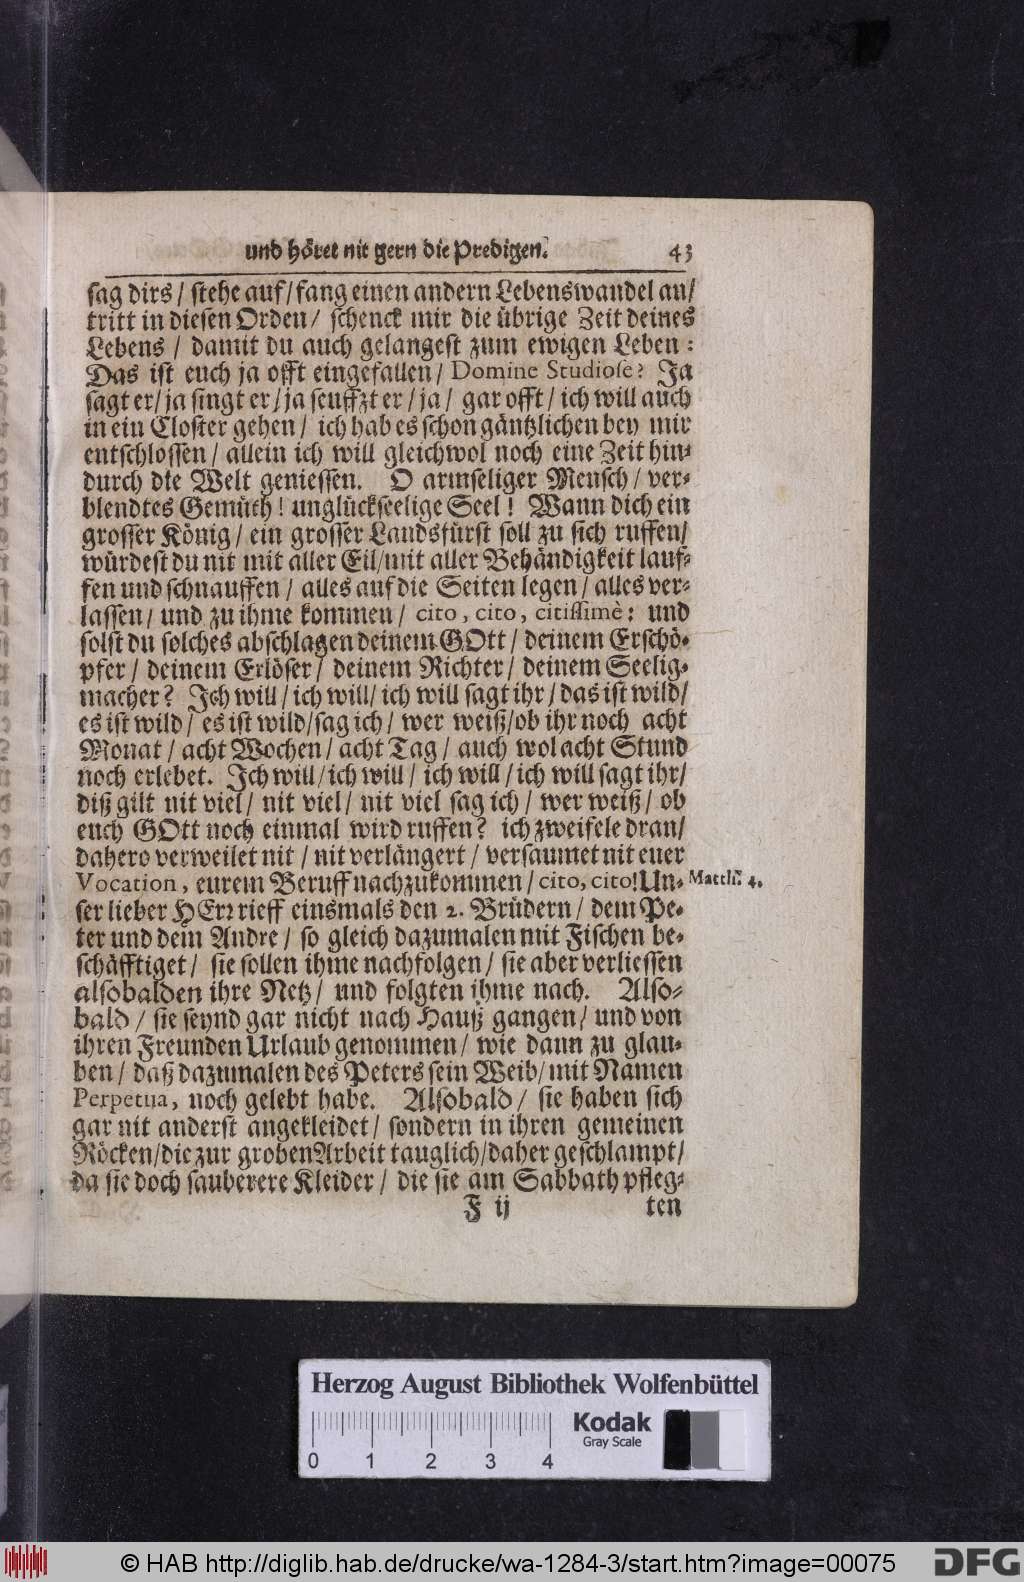 und höret nit gern die Predigen. 43
sag dirs / stehe auf / fang einen andern Lebenswandel an /
tritt in diesen Orden / schenck mir die übrige Zeit deines
Lebens / damit du auch gelangest zum ewigen Leben :
Das ist euch ja offt eingefallen / Domine Studiose? Ja
sagt er / ja singt er / ja seuffzt er / ja / gar offt / ich will auch
in ein Closter gehen / ich hab es schon gäntzlichen bey mir
entschlossen / allein ich will gleichwol noch eine Zeit hin-
durch die Welt geniessen. O armseliger Mensch / ver-
blendtes Gemüth! unglückseelige Seel! Wann dich ein
grosser König / ein grosser Landsfürst soll zu sich ruffen /
würdest du nit mit aller Eil / mit aller Behändigkeit lauf-
fen und schnauffen / alles auf die Seiten legen / alles ver-
lassen / und zu ihme kommen / cito, cito, citissimè: und
solst du solches abschlagen deinem GOtt / deinem Erschö-
pfer / deinem Erlöser / deinem Richter / deinem Seelig-
macher? Ich will / ich will / ich will sagt ihr / das ist wild /
es ist wild / es ist wild / sag ich / wer weiß / ob ihr noch acht
Monat / acht Wochen / acht Tag / auch wol acht Stund
noch erlebet. Ich will / ich will / ich will / ich will sagt ihr /
diß gilt nit viel / nit viel / nit viel sag ich / wer weiß / ob
euch GOtt noch einmal wird ruffen? ich zweifele dran /
dahero verweilet nit / nit verlängert / versaumet nit euer
Vocation, eurem Beruff nachzukommen / cito, cito! Un- Matth. 4.
ser lieber HErr rieff einsmals den 2. Brüdern / dem Pe-
ter und dem Andre / so gleich dazumalen mit Fischen be-
schäfftiget / sie sollen ihme nachfolgen / sie aber verliessen
alsobalden ihre Netz / und folgten ihme nach. Also-
bald / sie seynd gar nicht nach Hauß gangen / und von
ihren Freunden Urlaub genommen / wie dann zu glau-
ben / daß dazumalen des Peters sein Weib / mit Namen
Perpetua, noch gelebt habe. Alsobald / sie haben sich
gar nit anderst angekleidet / sondern in ihren gemeinen
Röcken / die zur groben Arbeit tauglich / daher geschlampt /
da sie doch sauberere Kleider / die sie am Sabbath pfleg-
F ij ten
Herzog August Bibliothek Wolfenbüttel
Kodak
Gray Scale
0 1 2 3 4
© HAB http://diglib.hab.de/drucke/wa-1284-3/start.htm?image=00075
DFG